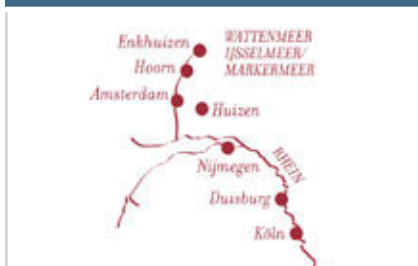 Enkhuizen
WATTENMEER
IJSSELMEER/
MARKERMEER
Hoorn
Amsterdam
Huizen
RHEIN
Nijmegen
Duisburg
Köln